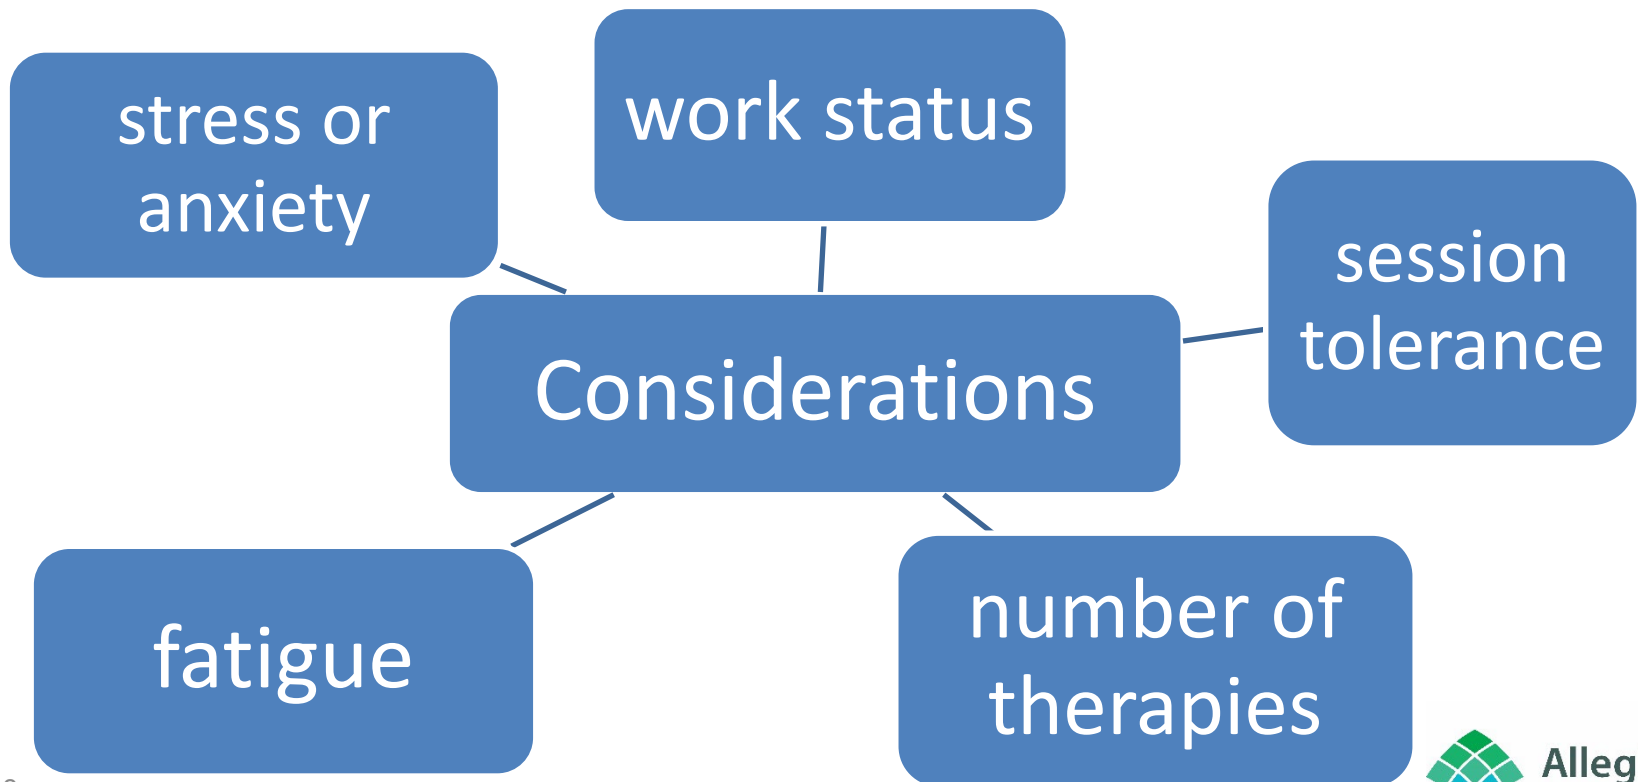 work status
stress or
anxiety
session
tolerance
Considerations
fatigue
number of
therapies
Alleg